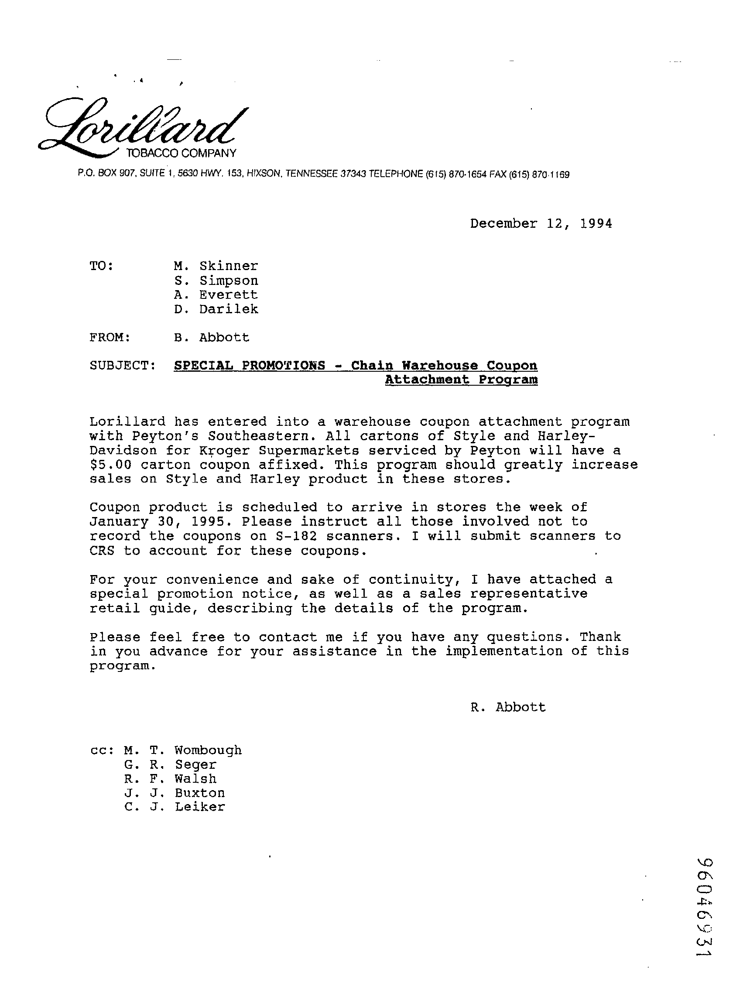 Lorillard
TOBACCO COMPANY
P.O. BOX 907, SUITE 1, 5630 HWY. 153, HIXSON, TENNESSEE 37343 TELEPHONE (615) 870-1654 FAX (615) 870-1169
December 12, 1994
TO: M. Skinner
S. Simpson
A. Everett
D. Darilek
FROM: B. Abbott
SUBJECT: SPECIAL PROMOTIONS - Chain Warehouse Coupon
Attachment Program
Lorillard has entered into a warehouse coupon attachment program
with Peyton's Southeastern. All cartons of Style and Harley-
Davidson for Kroger Supermarkets serviced by Peyton will have a
$5.00 carton coupon affixed. This program should greatly increase
sales on Style and Harley product in these stores.
Coupon product is scheduled to arrive in stores the week of
January 30, 1995. Please instruct all those involved not to
record the coupons on S-182 scanners. I will submit scanners to
CRS to account for these coupons.
For your convenience and sake of continuity, I have attached a
special promotion notice, as well as a sales representative
retail guide, describing the details of the program.
Please feel free to contact me if you have any questions. Thank
in you advance for your assistance in the implementation of this
program.
R. Abbott
cc: M. T. Wombough
G. R. Seger
R. F. Walsh
J. J. Buxton
C. J. Leiker
96046931